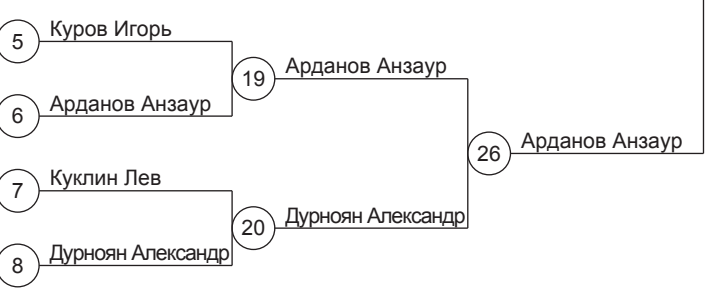 Куров Игорь
5
19
Арданов Анзаур
6
Арданов Анзаур
26
Арданов Анзаур
7
Куклин Лев
20
Дурноян Александр
8
Дурноян Александр